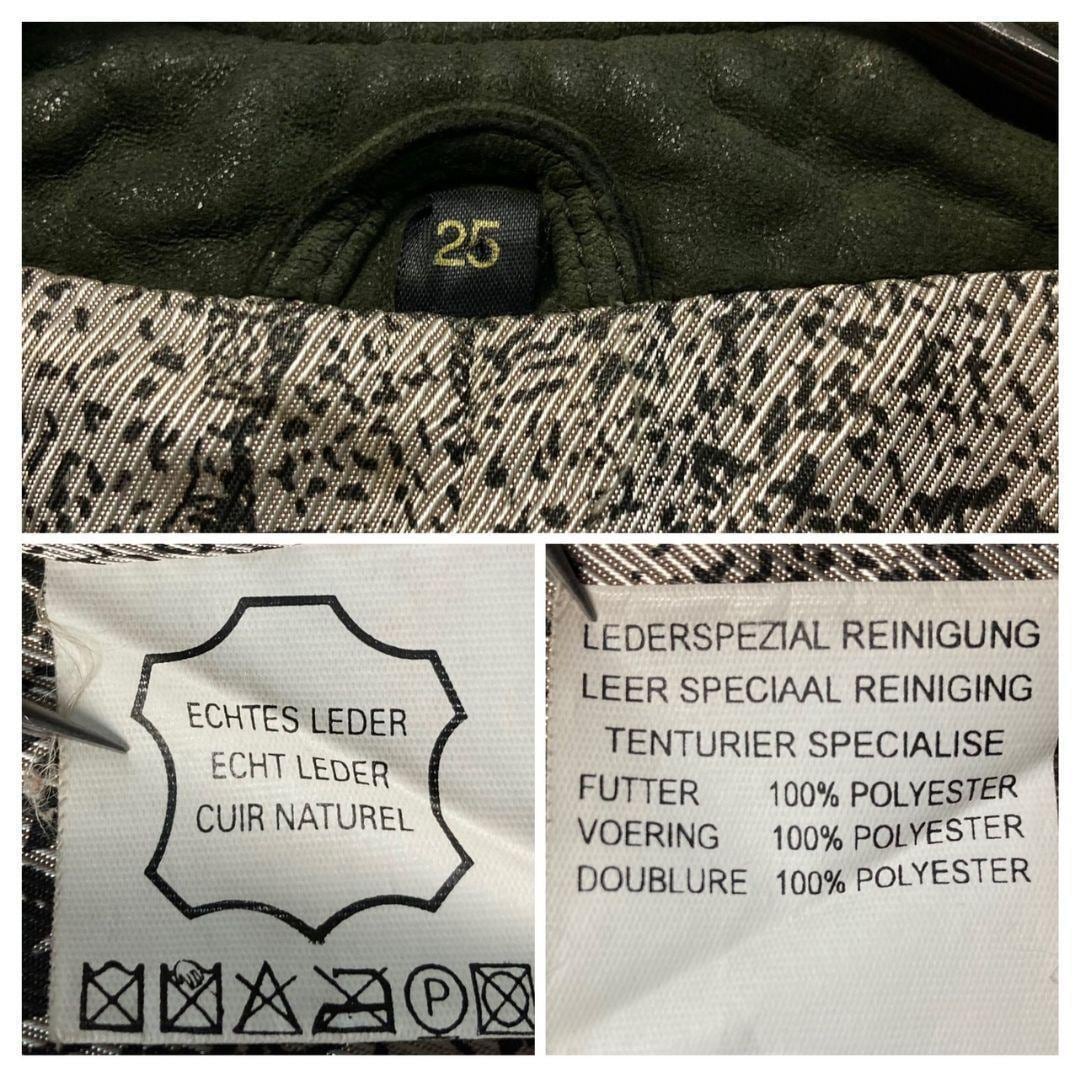 25
ECHTES LEDER
ECHT LEDER
CUIR NATUREL
P
LEDERSPEZIAL REINIGUNG
LEER SPECIAAL REINIGING
TENTURIER SPECIALISE
FUTTER 100% POLYESTER
VOERING 100% POLYESTER
DOUBLURE 100% POLYESTER